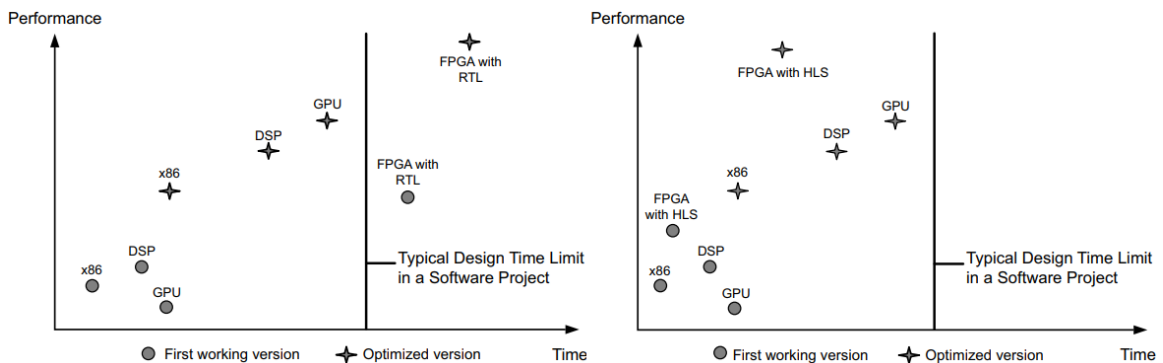 Performance
FPGA with
RTL
GPU
DSP
x86
FPGA with
RTL
DSP
x86
GPU
Typical Design Time Limit
in a Software Project
First working version
Optimized version
Time
Performance
FPGA with HLS
GPU
DSP
x86
FPGA
with HLS
DSP
x86
GPU
Typical Design Time Limit
in a Software Project
First working version
Optimized version
Time